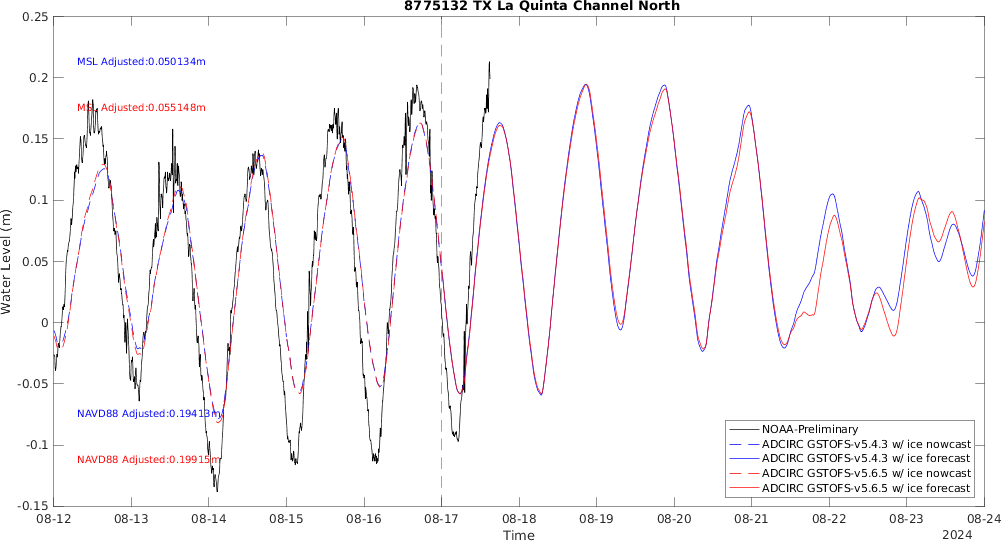 8775132 TX La Quinta Channel North
0.25
0.2
0.15
0.1
0.05
0
-0.05
-0.1
-0.15
Water Level (m)
MSL Adjusted:0.050134m
MSL Adjusted:0.055148m
NAVD88 Adjusted:0.19413m
NAVD88 Adjusted:0.19915m
NOAA-Preliminary
ADCIRC GSTOFS-v5.4.3 w/ ice nowcast
ADCIRC GSTOFS-v5.4.3 w/ ice forecast
ADCIRC GSTOFS-v5.6.5 w/ ice nowcast
ADCIRC GSTOFS-v5.6.5 w/ ice forecast
08-12 08-13 08-14 08-15 08-16 08-17 08-18 08-19 08-20 08-21 08-22 08-23 08-24
Time
2024